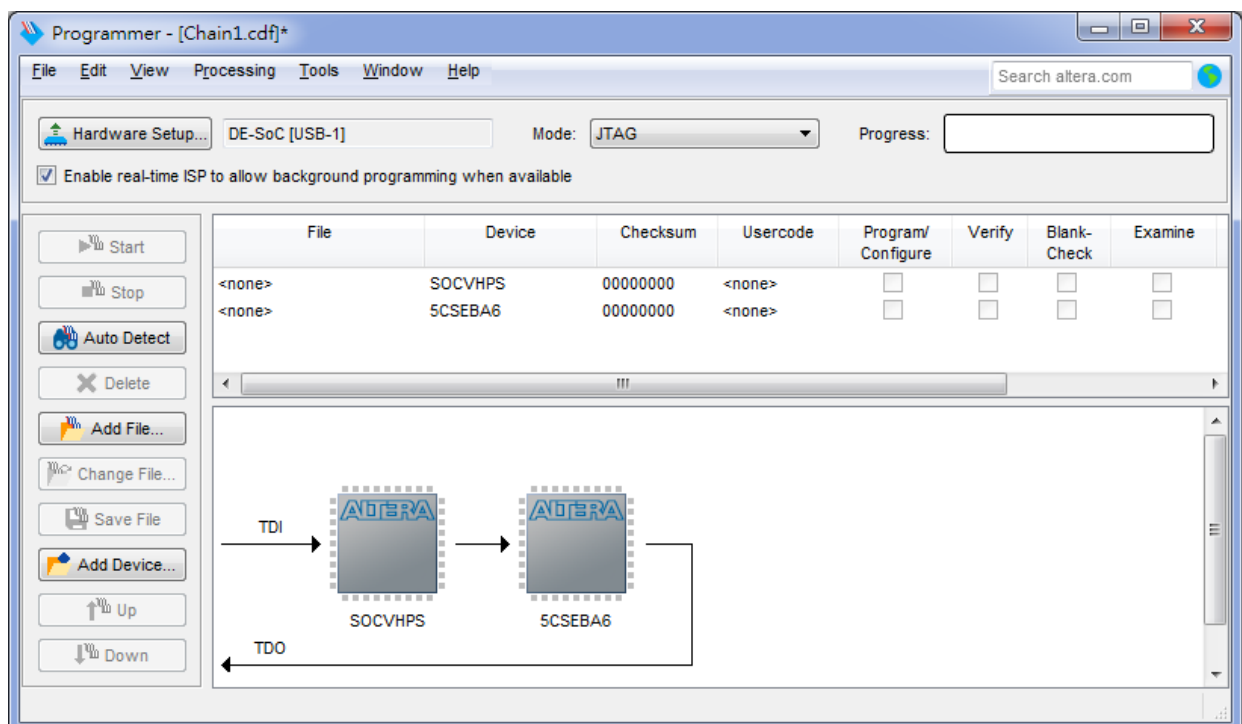 Programmer - [Chain1.cdf]*
File Edit View Processing Tools Window Help
Search altera.com
Hardware Setup... DE-SoC [USB-1] Mode: JTAG Progress:
Enable real-time ISP to allow background programming when available
Start
Stop
Auto Detect
Delete
Add File...
Change File...
Save File
Add Device...
Up
Down
File Device Checksum Usercode Program/ Configure Verify Blank- Check Examine
<none> SOCVHPS 00000000 <none>
<none> 5CSEBA6 00000000 <none>
TDI
ALTERA
ALTERA
SOCVHPS
5CSEBA6
TDO